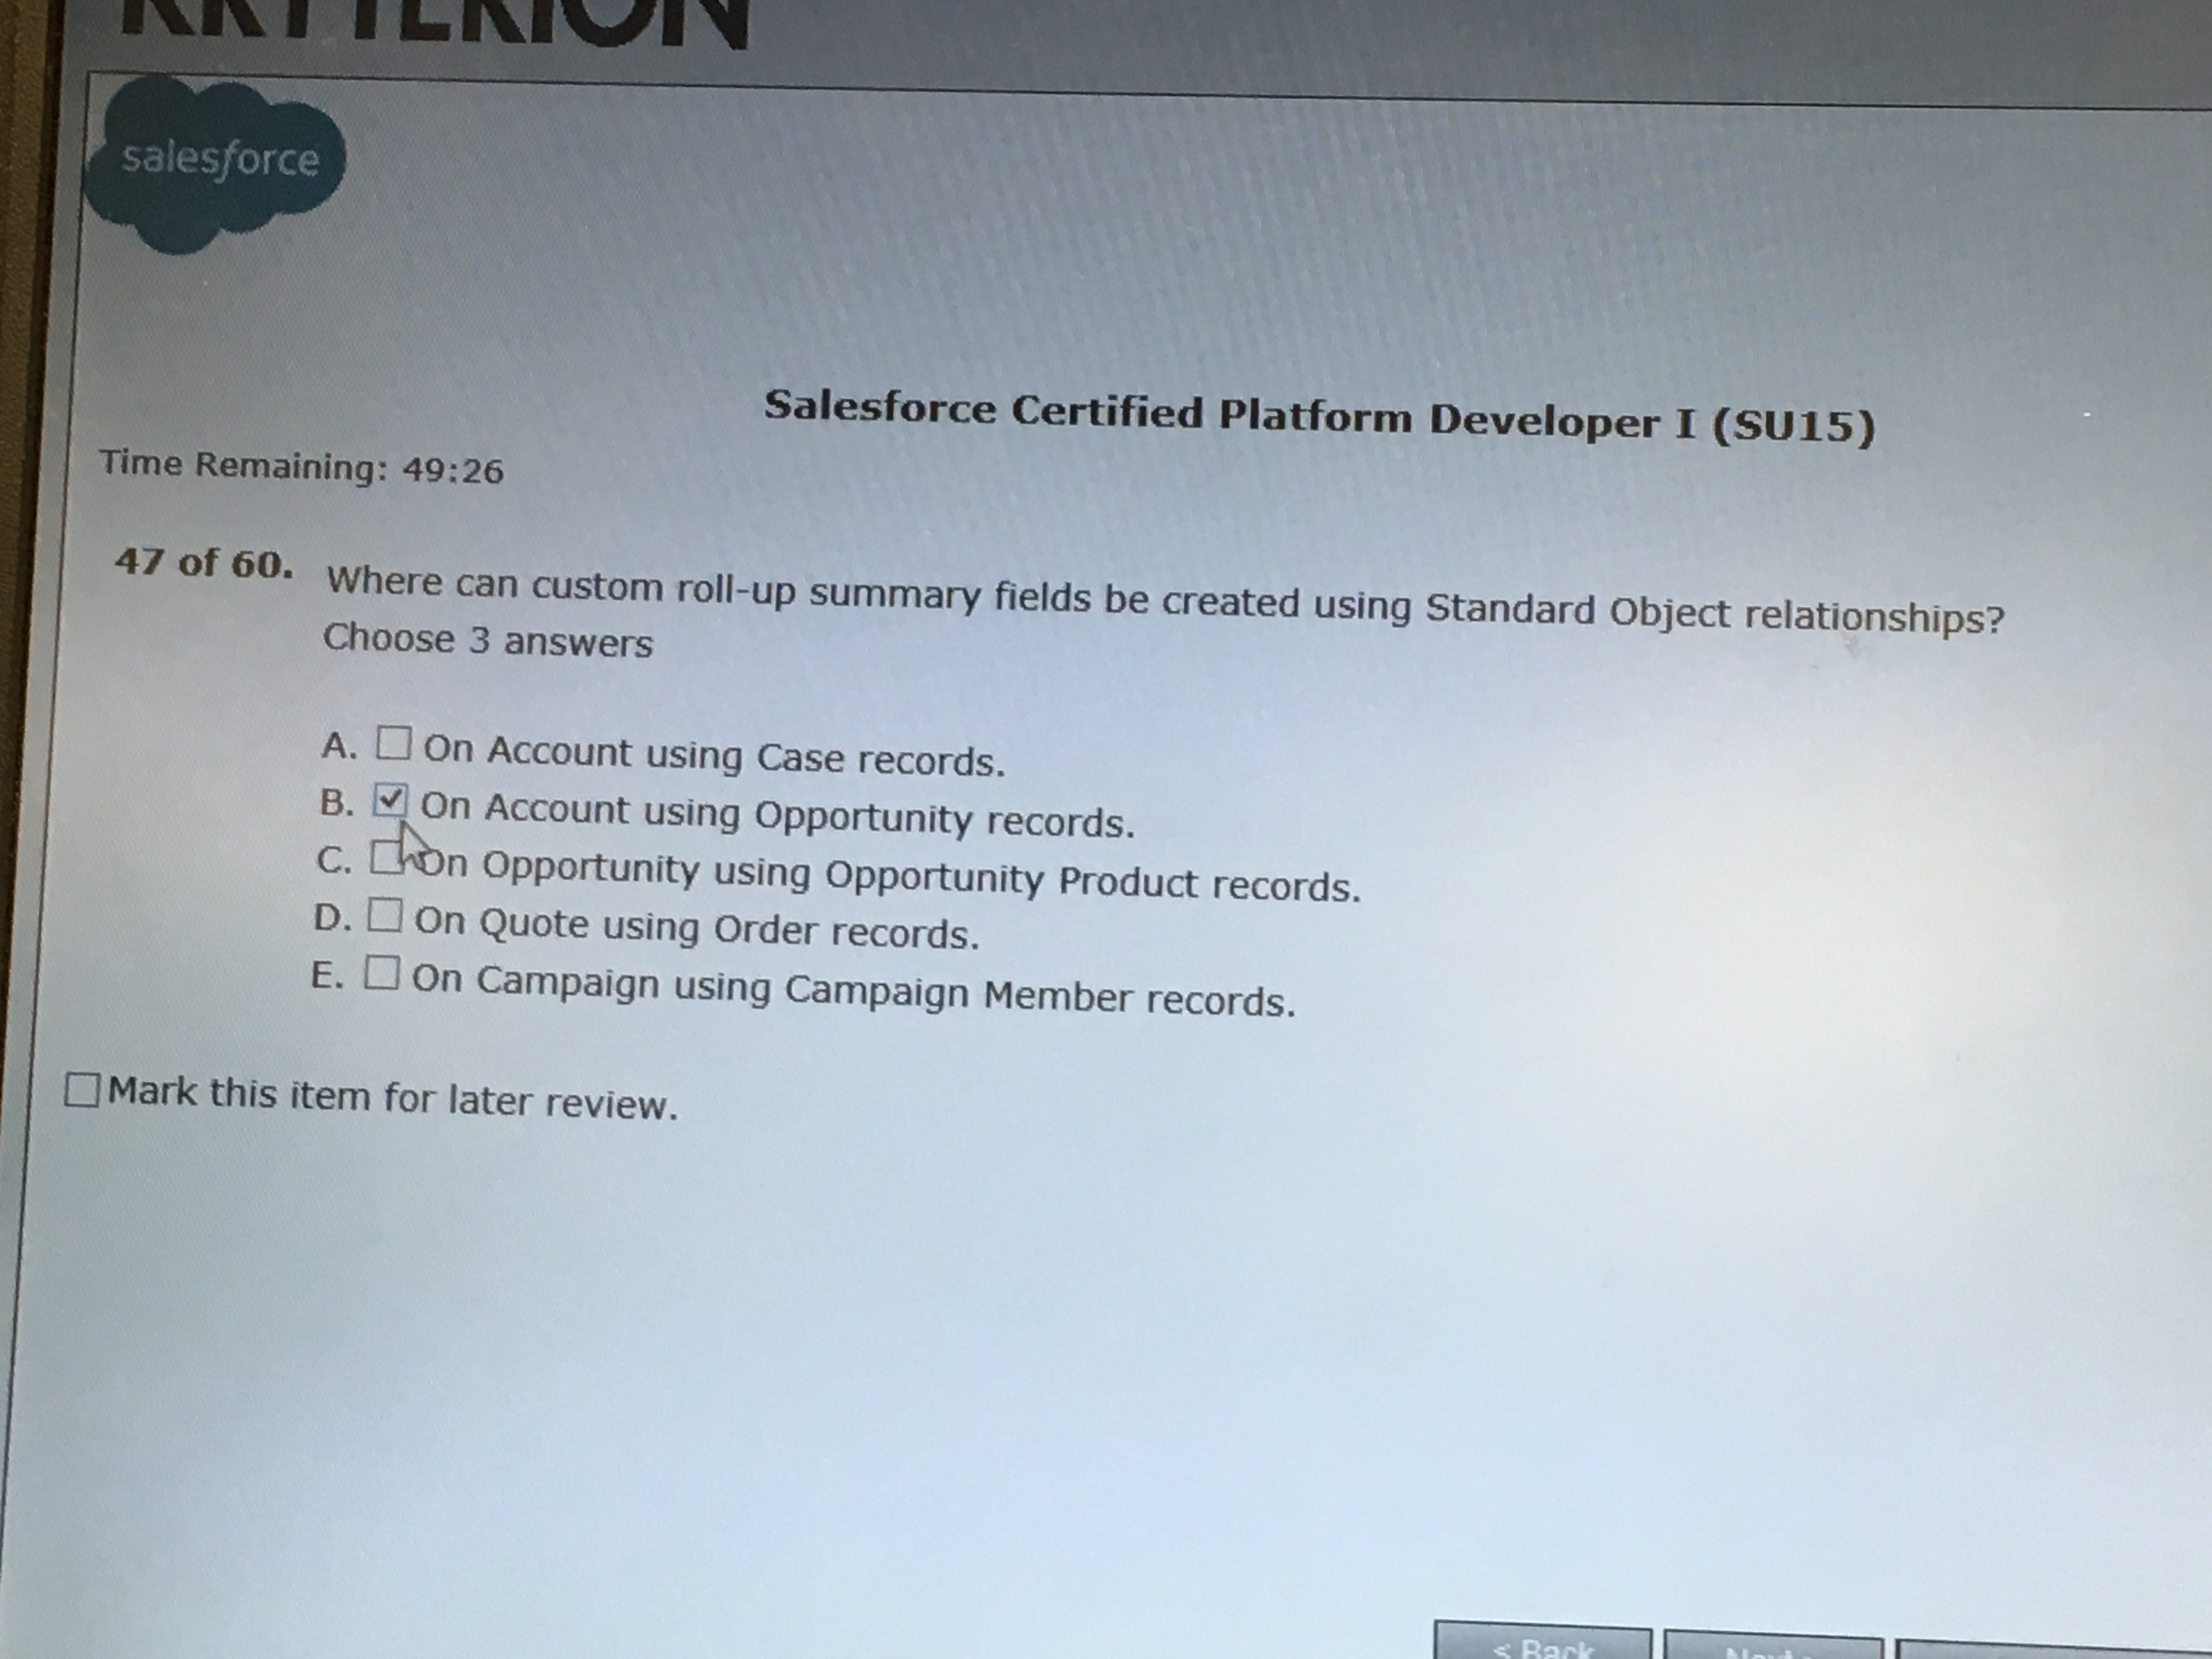 KRYTERION
salesforce
Salesforce Certified Platform Developer I (SU15)
Time Remaining: 49:26
47 of 60. Where can custom roll-up summary fields be created using Standard Object relationships?
Choose 3 answers
A. On Account using Case records.
B. On Account using Opportunity records.
C. On Opportunity using Opportunity Product records.
D. On Quote using Order records.
E. On Campaign using Campaign Member records.
Mark this item for later review.
< Back
Next